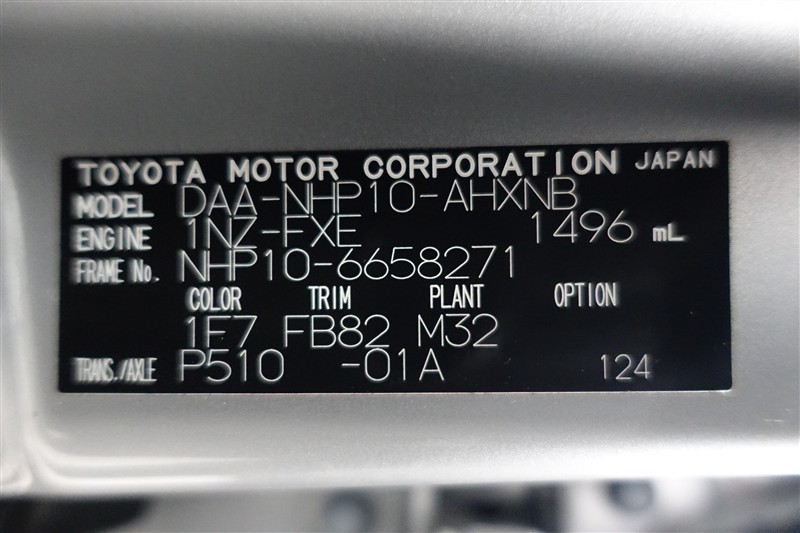 TOYOTA MOTOR CORPORATION JAPAN
MODEL DAA-NHP10-AHXNB
ENGINE 1NZ-FXE 1496 mL
FRAME No. NHP10-6658271
COLOR TRIM PLANT OPTION
1F7 FB82 M32
TRANS./AXLE P510 -01A 124